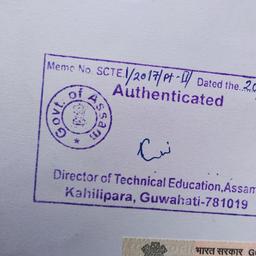 Memo No. SCTE.1/2017/Pt-II/ Dated the..20
Authenticated
Govt. of Assam
Director of Technical Education, Assam
Kahilipara, Guwahati-781019
भारत सरकार G